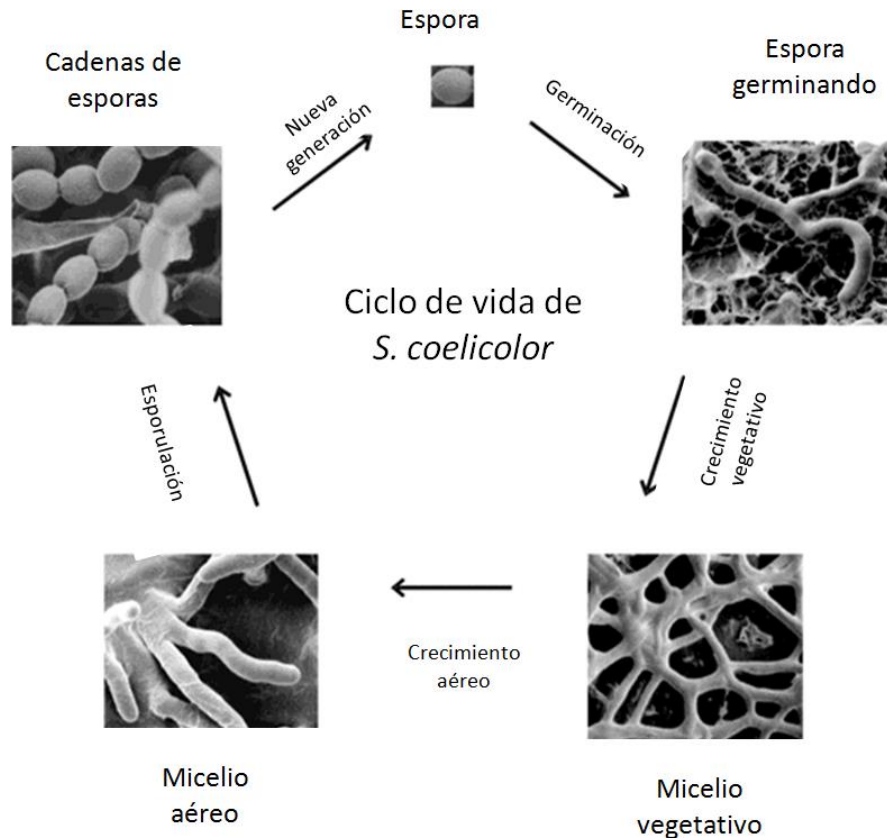 Espora
Espora
germinando
Cadenas de
esporas
Nueva
generación
Germinación
Ciclo de vida de
S. coelicolor
Esporulación
Crecimiento
vegetativo
Crecimiento
aéreo
Micelio
aéreo
Micelio
vegetativo